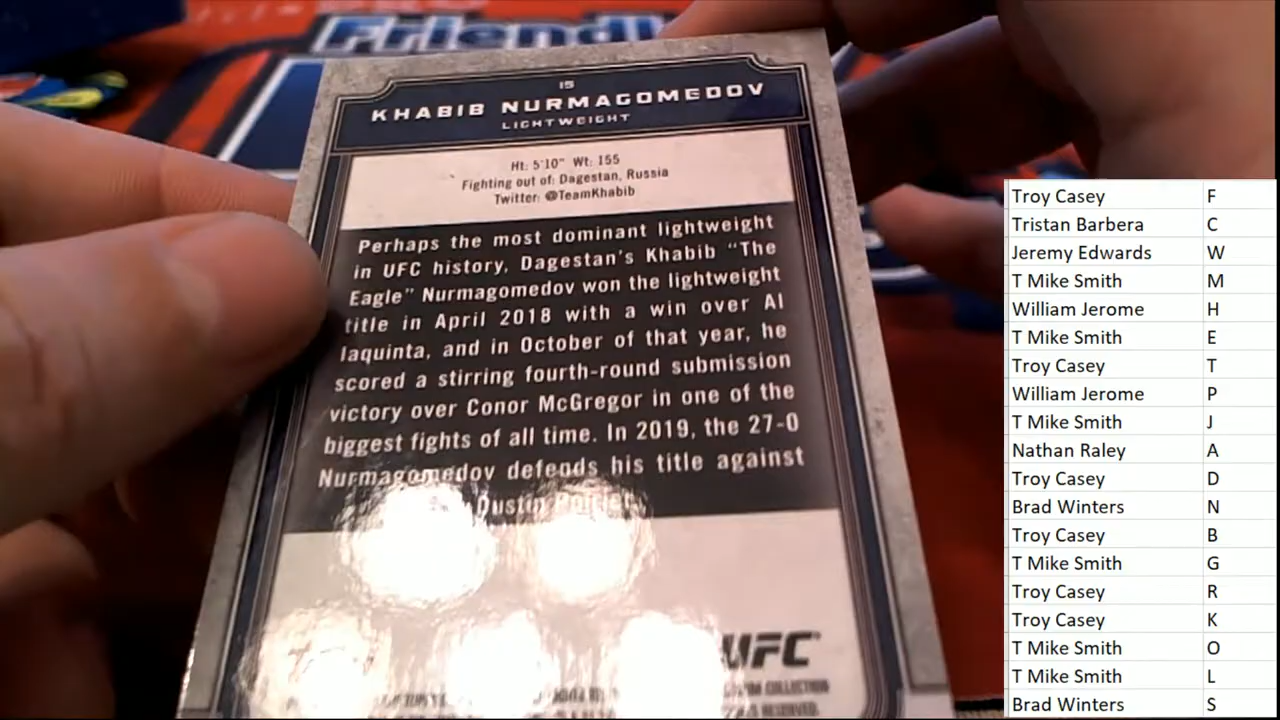 Friendl
15
KHABIB NURMAGOMEDOV
LIGHTWEIGHT
Ht: 5'10" Wt: 155
Fighting out of: Dagestan, Russia
Twitter: @TeamKhabib
Perhaps the most dominant lightweight
in UFC history, Dagestan's Khabib "The
Eagle" Nurmagomedov won the lightweight
title in April 2018 with a win over Al
Iaquinta, and in October of that year, he
scored a stirring fourth-round submission
victory over Conor McGregor in one of the
biggest fights of all time. In 2019, the 27-0
Nurmagomedov defends his title against
Dustin Poirier.
UFC
COLLECTION
RESERVED.
Troy Casey F
Tristan Barbera C
Jeremy Edwards W
T Mike Smith M
William Jerome H
T Mike Smith E
Troy Casey T
William Jerome P
T Mike Smith J
Nathan Raley A
Troy Casey D
Brad Winters N
Troy Casey B
T Mike Smith G
Troy Casey R
Troy Casey K
T Mike Smith O
T Mike Smith L
Brad Winters S